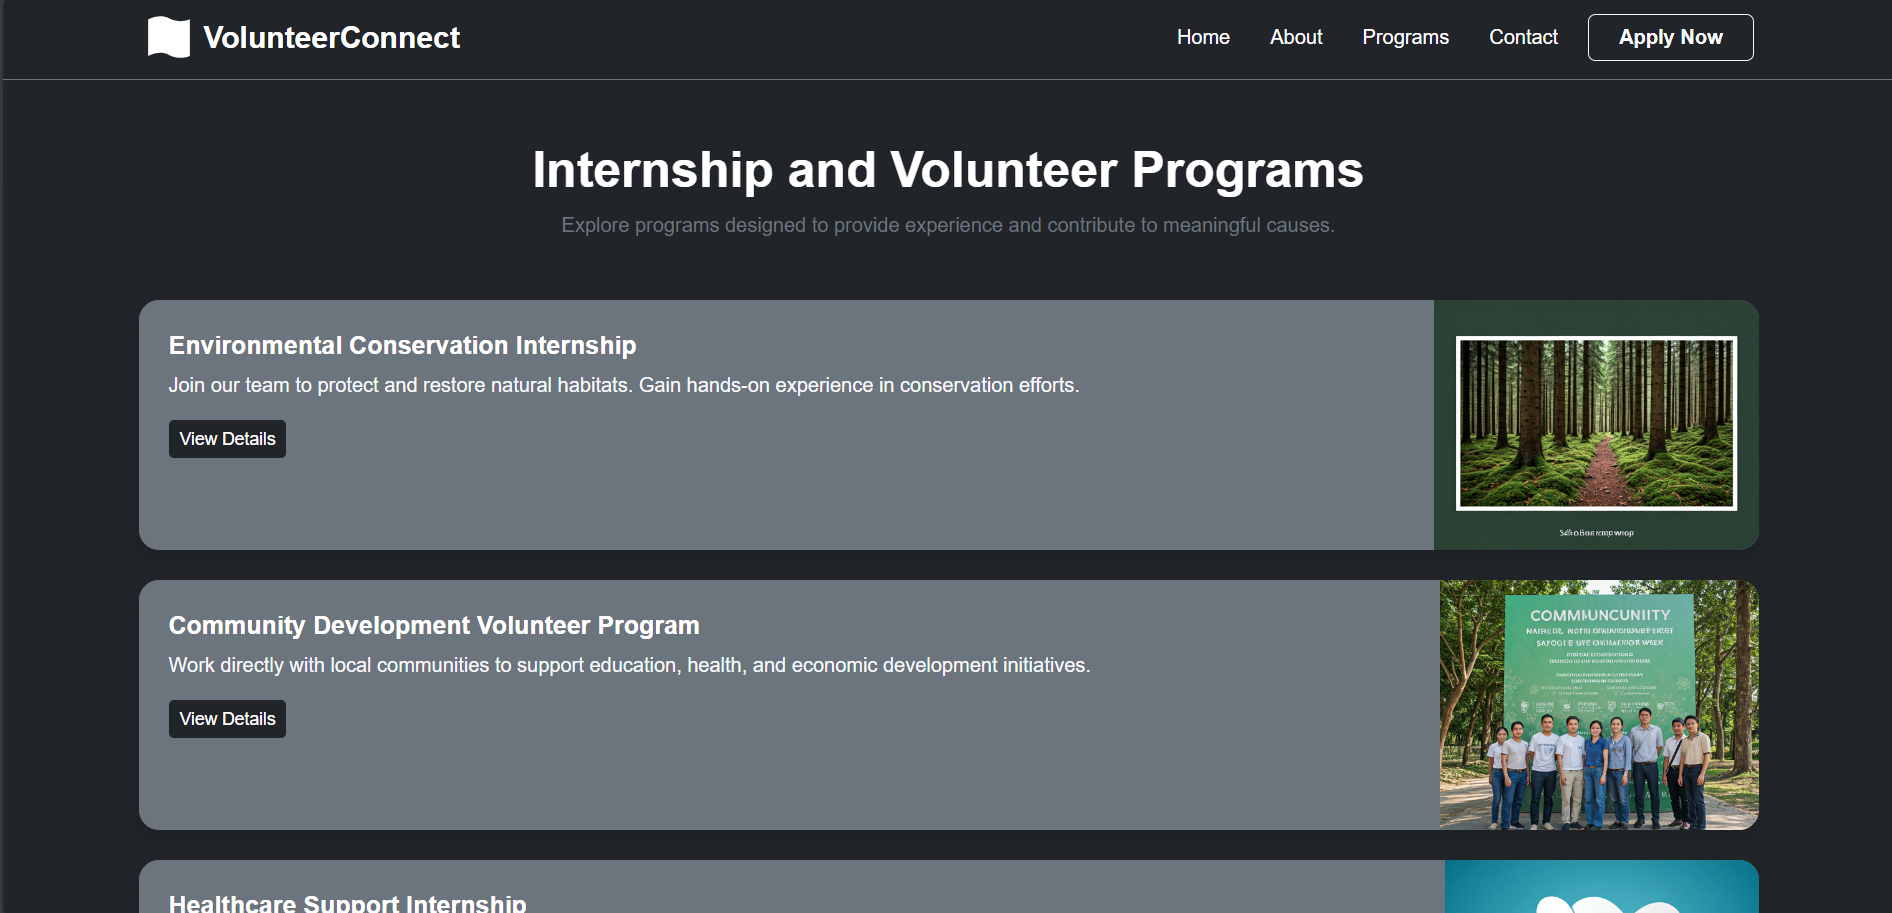 VolunteerConnect
Home
About
Programs
Contact
Apply Now
Internship and Volunteer Programs
Explore programs designed to provide experience and contribute to meaningful causes.
Environmental Conservation Internship
Join our team to protect and restore natural habitats. Gain hands-on experience in conservation efforts.
View Details
Community Development Volunteer Program
Work directly with local communities to support education, health, and economic development initiatives.
View Details
COMMUNCUNIITY
Healthcare Support Internship